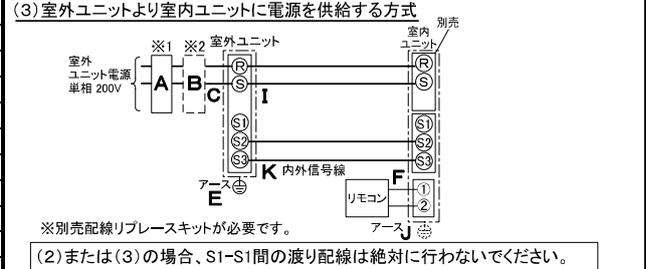 (3)室外ユニットより室内ユニットに電源を供給する方式
別売
※1 ※2 室外ユニット
室内
ユニット
室外
ユニット電源
単相 200V
A B C I
R R
S S
S1 S1
S2 S2
S3 S3
K 内外信号線
アース
E
F
リモコン ① ②
アース J
※別売配線リプレースキットが必要です。
(2)または(3)の場合、S1-S1間の渡り配線は絶対に行わないでください。